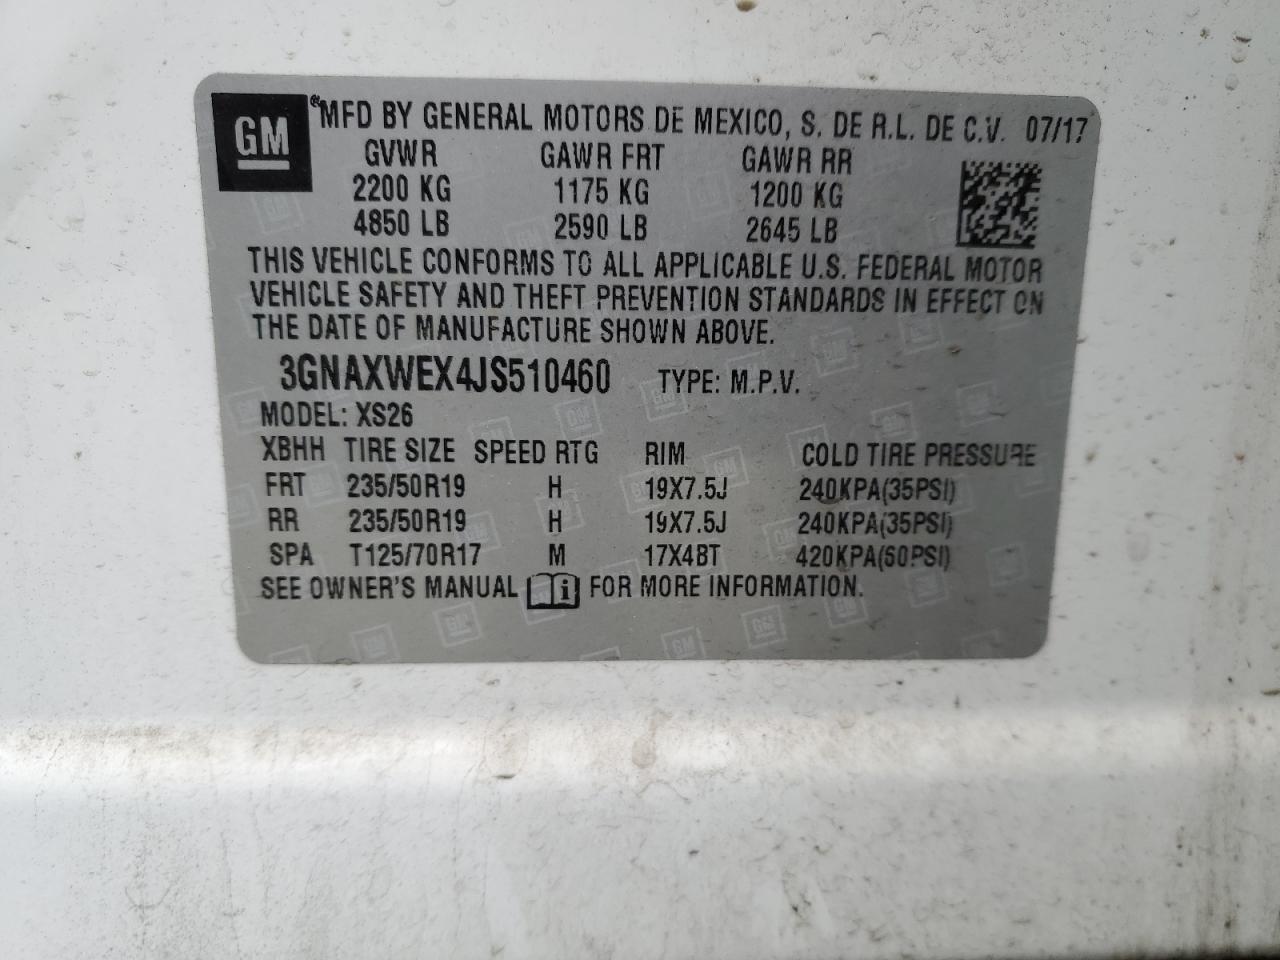 GM
® MFD BY GENERAL MOTORS DE MEXICO, S. DE R.L. DE C.V. 07/17
GVWR GAWR FRT GAWR RR
2200 KG 1175 KG 1200 KG
4850 LB 2590 LB 2645 LB
THIS VEHICLE CONFORMS TO ALL APPLICABLE U.S. FEDERAL MOTOR
VEHICLE SAFETY AND THEFT PREVENTION STANDARDS IN EFFECT ON
THE DATE OF MANUFACTURE SHOWN ABOVE.
3GNAXWEX4JS510460 TYPE: M.P.V.
MODEL: XS26
XBHH TIRE SIZE SPEED RTG RIM COLD TIRE PRESSURE
FRT 235/50R19 H 19X7.5J 240KPA(35PSI)
RR 235/50R19 H 19X7.5J 240KPA(35PSI)
SPA T125/70R17 M 17X4BT 420KPA(60PSI)
SEE OWNER'S MANUAL i FOR MORE INFORMATION.